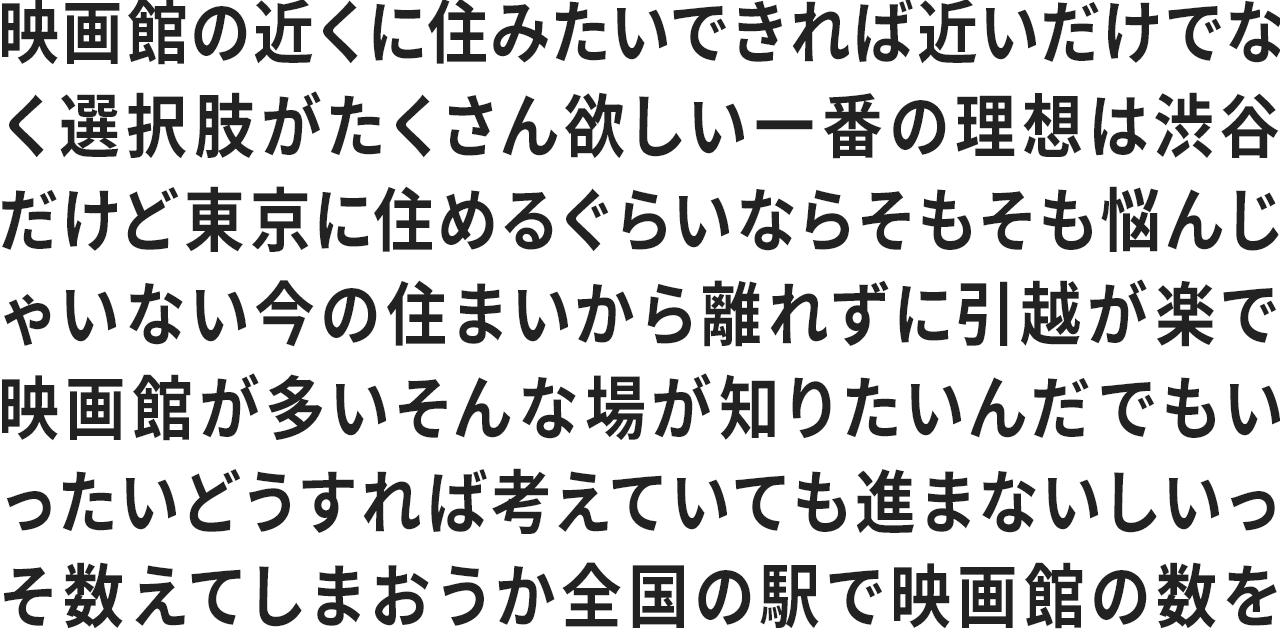 映画館の近くに住みたいできれば近いだけでな
く選択肢がたくさん欲しい一番の理想は渋谷
だけど東京に住めるぐらいならそもそも悩んじ
ゃいない今の住まいから離れずに引越が楽で
映画館が多いそんな場が知りたいんだでもい
ったいどうすれば考えていても進まないしいっ
そ数えてしまおうか全国の駅で映画館の数を